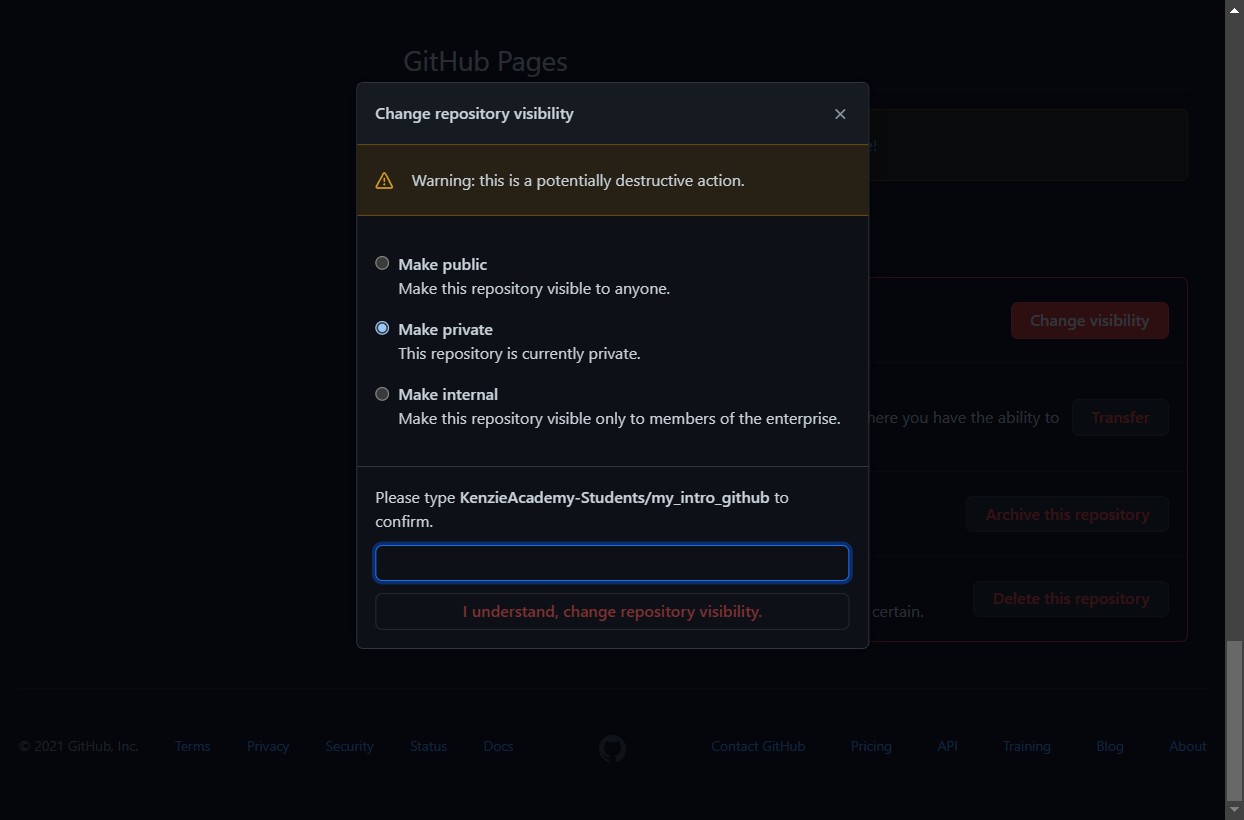 GitHub Pages
Change repository visibility
e!
Warning: this is a potentially destructive action.
Make public
Make this repository visible to anyone.
Change visibility
Make private
This repository is currently private.
Make internal
Make this repository visible only to members of the enterprise.
here you have the ability to
Transfer
Please type KenzieAcademy-Students/my_intro_github to
confirm.
Archive this repository
I understand, change repository visibility.
certain.
Delete this repository
© 2021 GitHub, Inc. Terms Privacy Security Status Docs Contact GitHub Pricing API Training Blog About